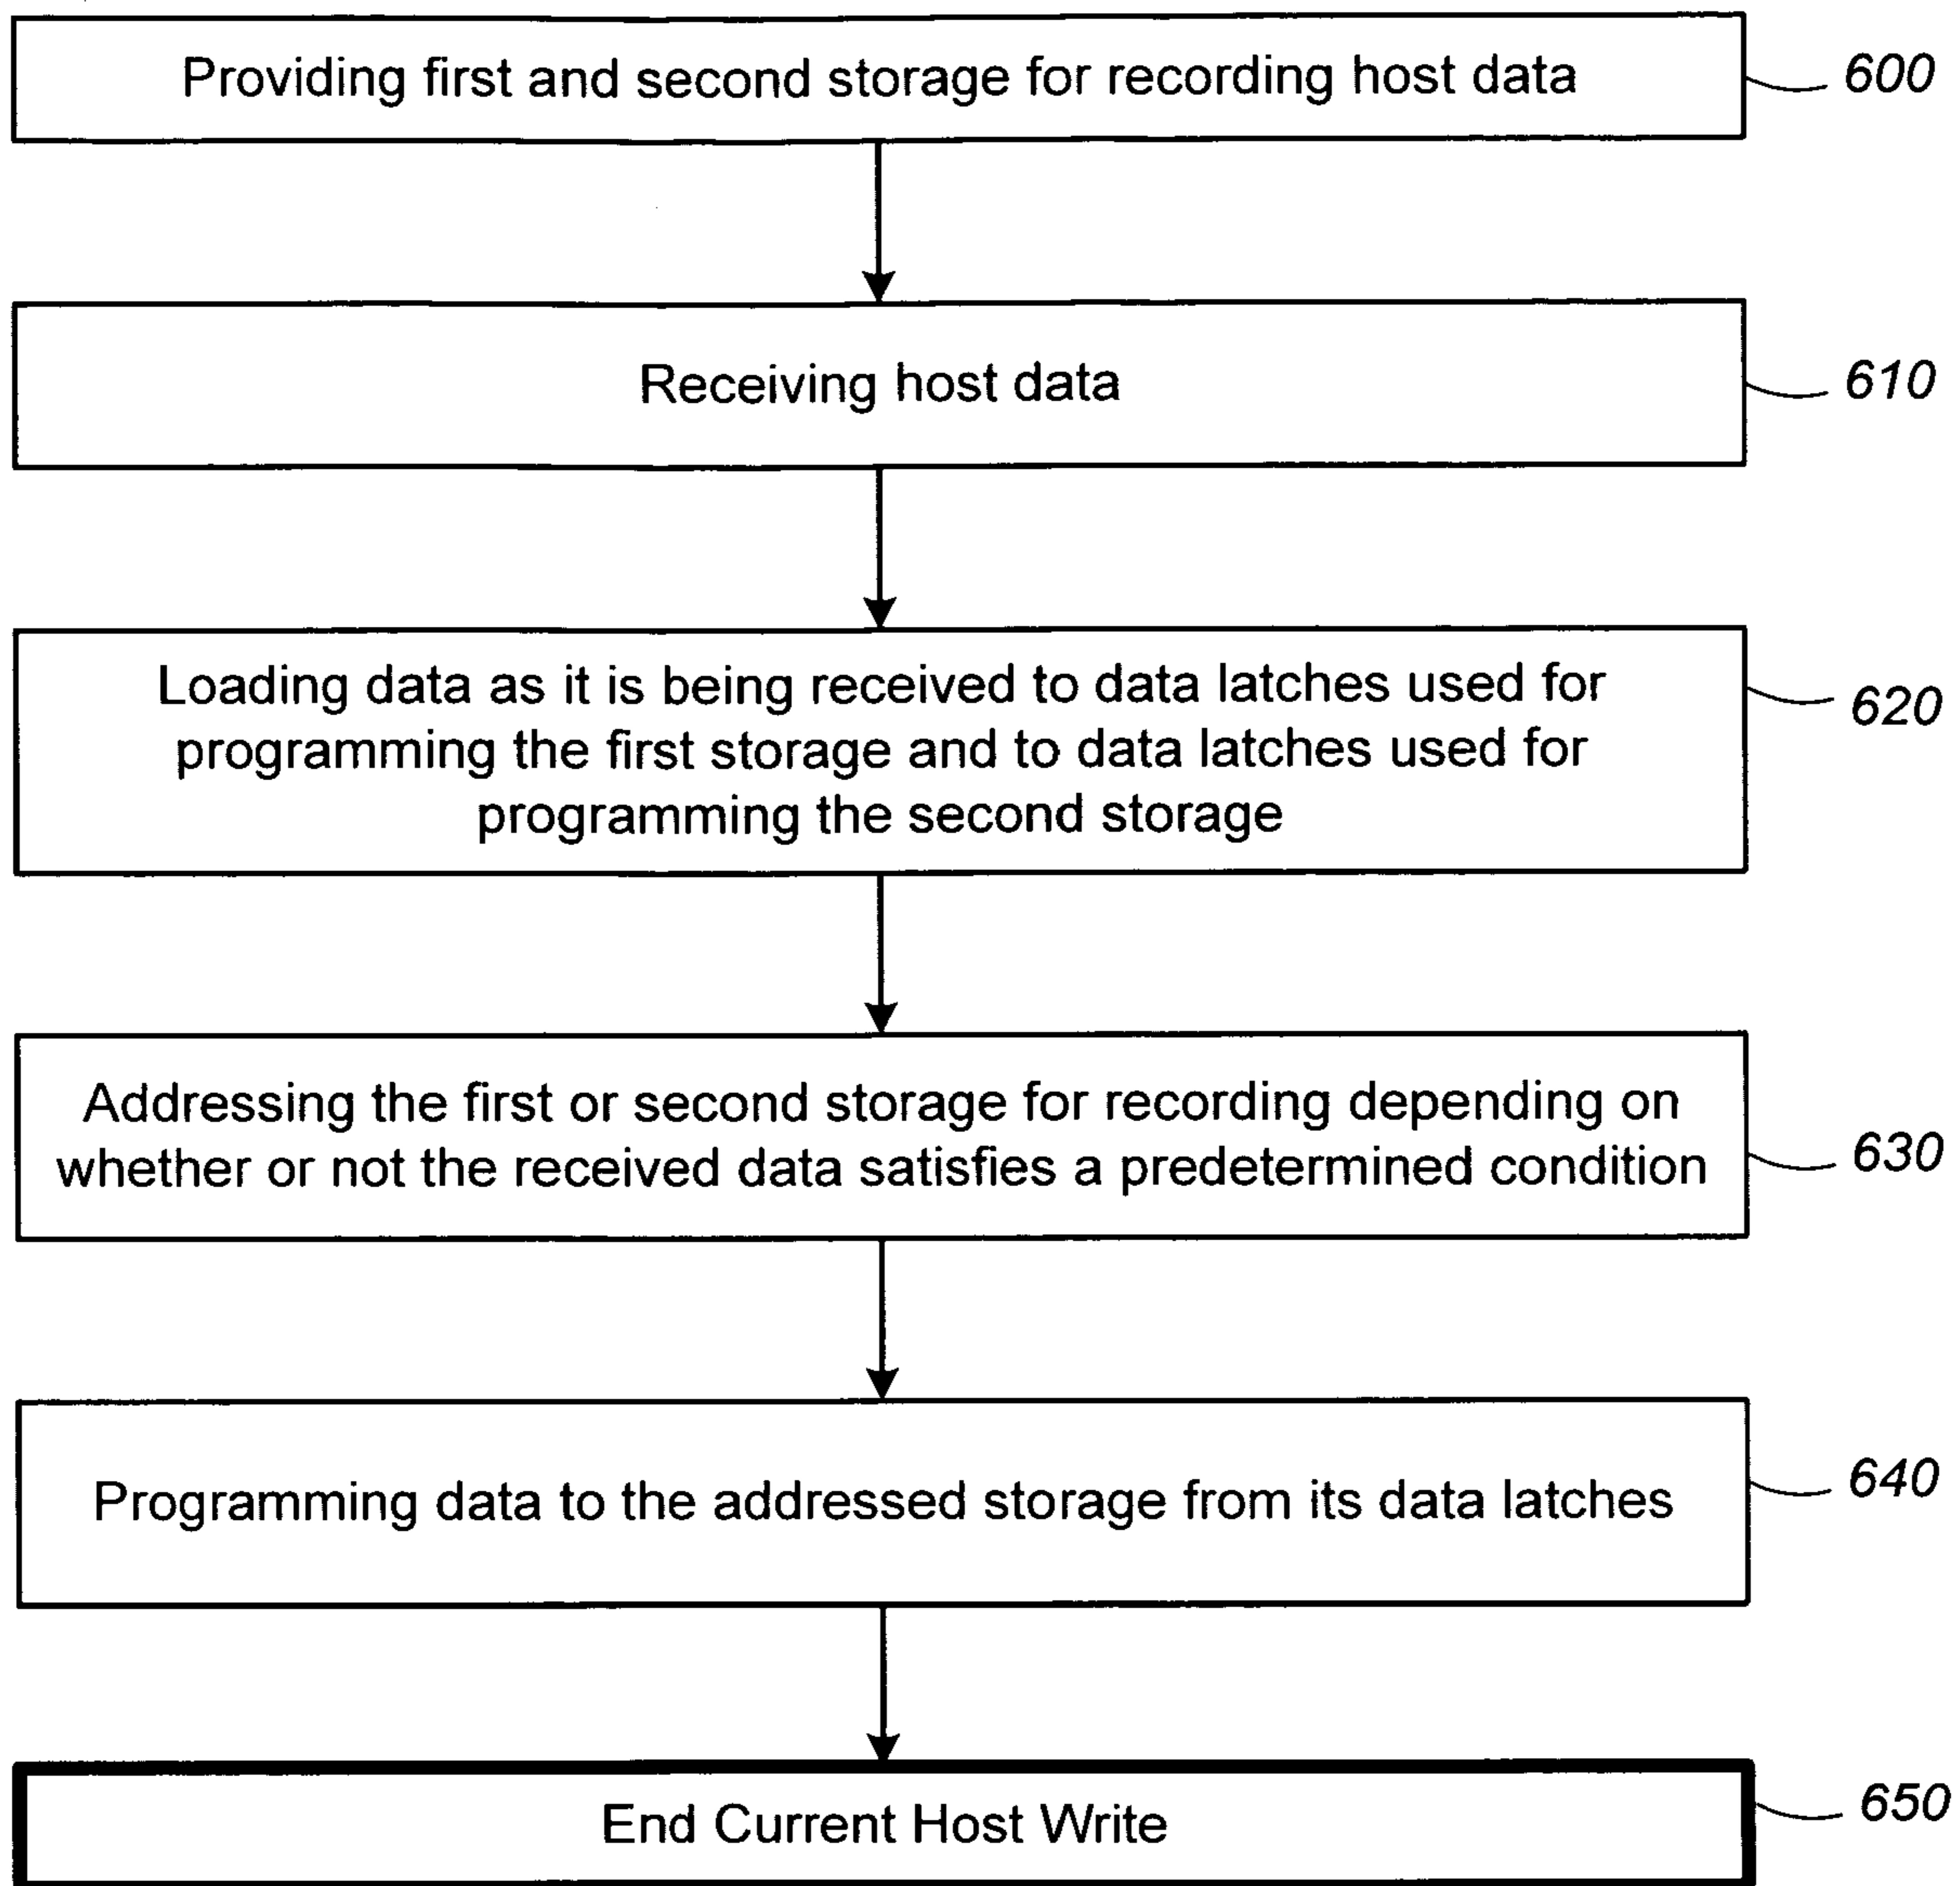 Providing first and second storage for recording host data
600
Receiving host data
610
Loading data as it is being received to data latches used for
programming the first storage and to data latches used for
programming the second storage
620
Addressing the first or second storage for recording depending on
whether or not the received data satisfies a predetermined condition
630
Programming data to the addressed storage from its data latches
640
End Current Host Write
650